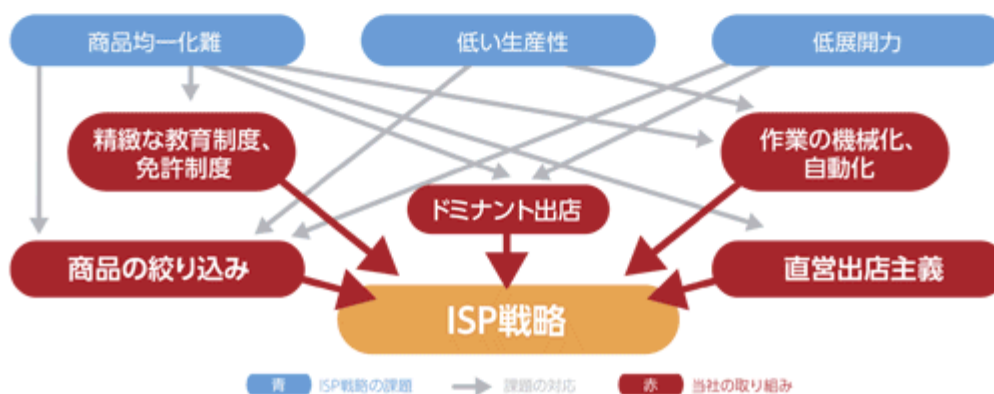 商品均一化難
低い生産性
低展開力
精緻な教育制度、
免許制度
作業の機械化、
自動化
ドミナント出店
商品の絞り込み
直営出店主義
ISP戦略
青 ISP戦略の課題 課題の対応 赤 当社の取り組み